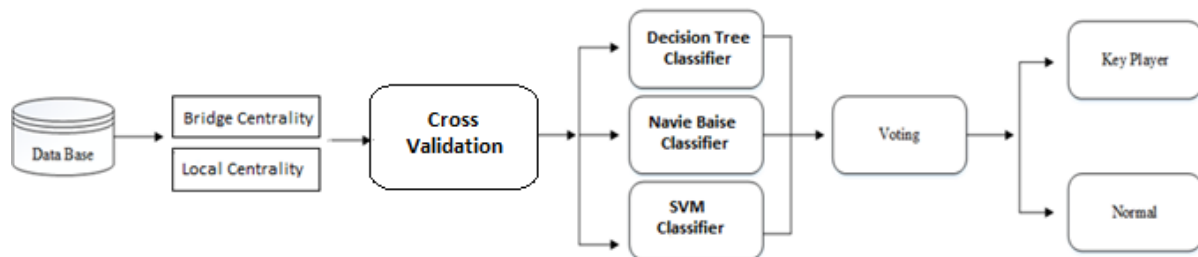 Data Base
Bridge Centrality
Local Centrality
Cross
Validation
Decision Tree
Classifier
Navie Baise
Classifier
SVM
Classifier
Voting
Key Player
Normal